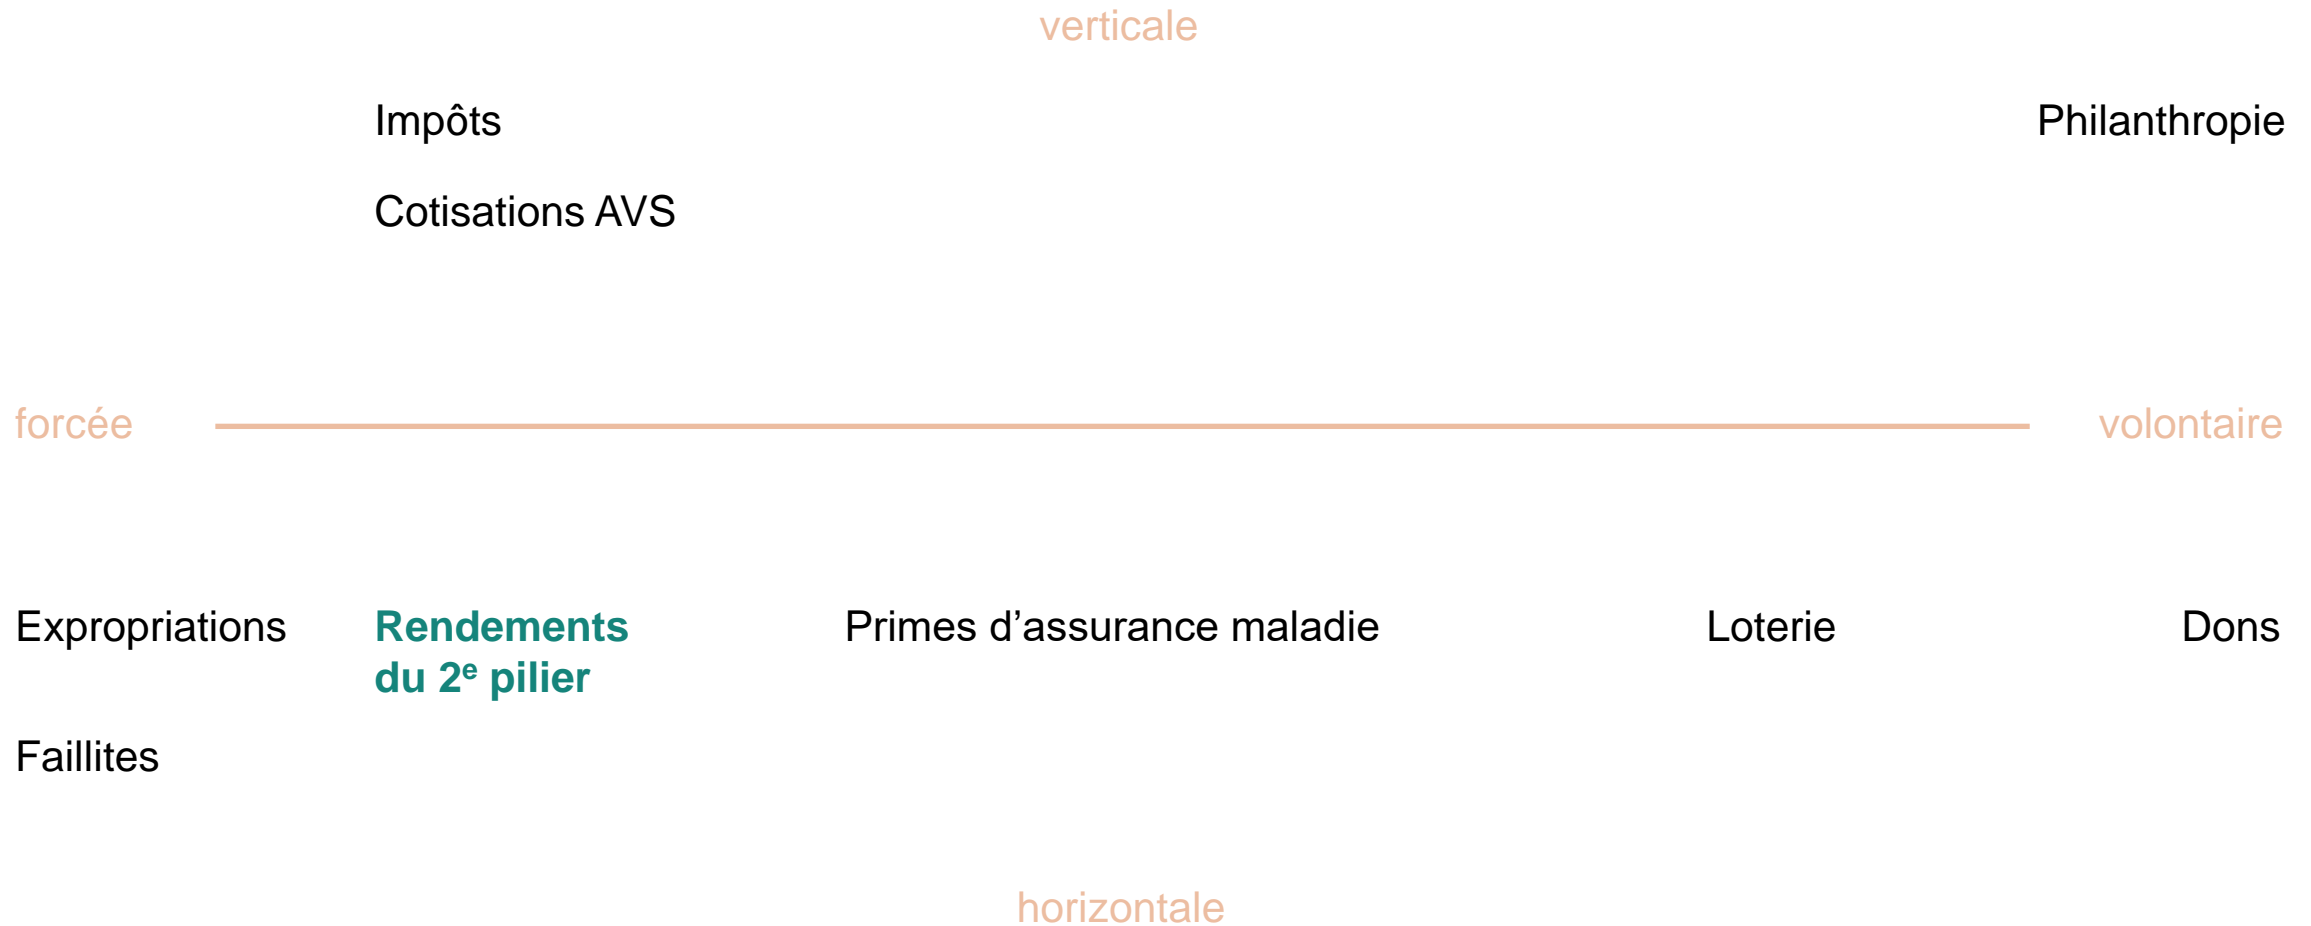 verticale
Impôts
Philanthropie
Cotisations AVS
forcée
volontaire
Expropriations
Rendements
du 2e pilier
Primes d’assurance maladie
Loterie
Dons
Faillites
horizontale